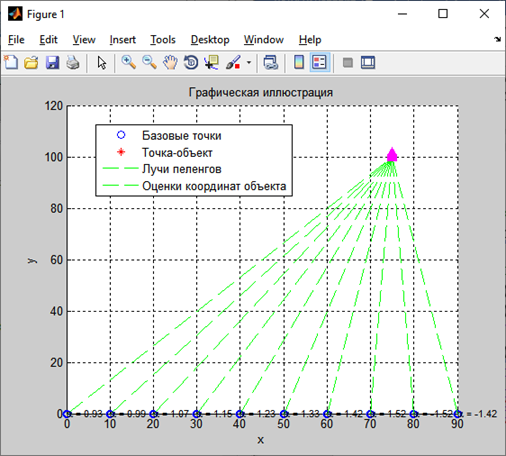 Figure 1
File Edit View Insert Tools Desktop Window Help
Графическая иллюстрация
120
100
80
60
40
20
0
y
Базовые точки
Точка-объект
Лучи пеленгов
Оценки координат объекта
0.93 0.99 1.07 1.15 1.23 1.33 1.42 1.52 -1.52 = -1.42
0 10 20 30 40 50 60 70 80 90
x